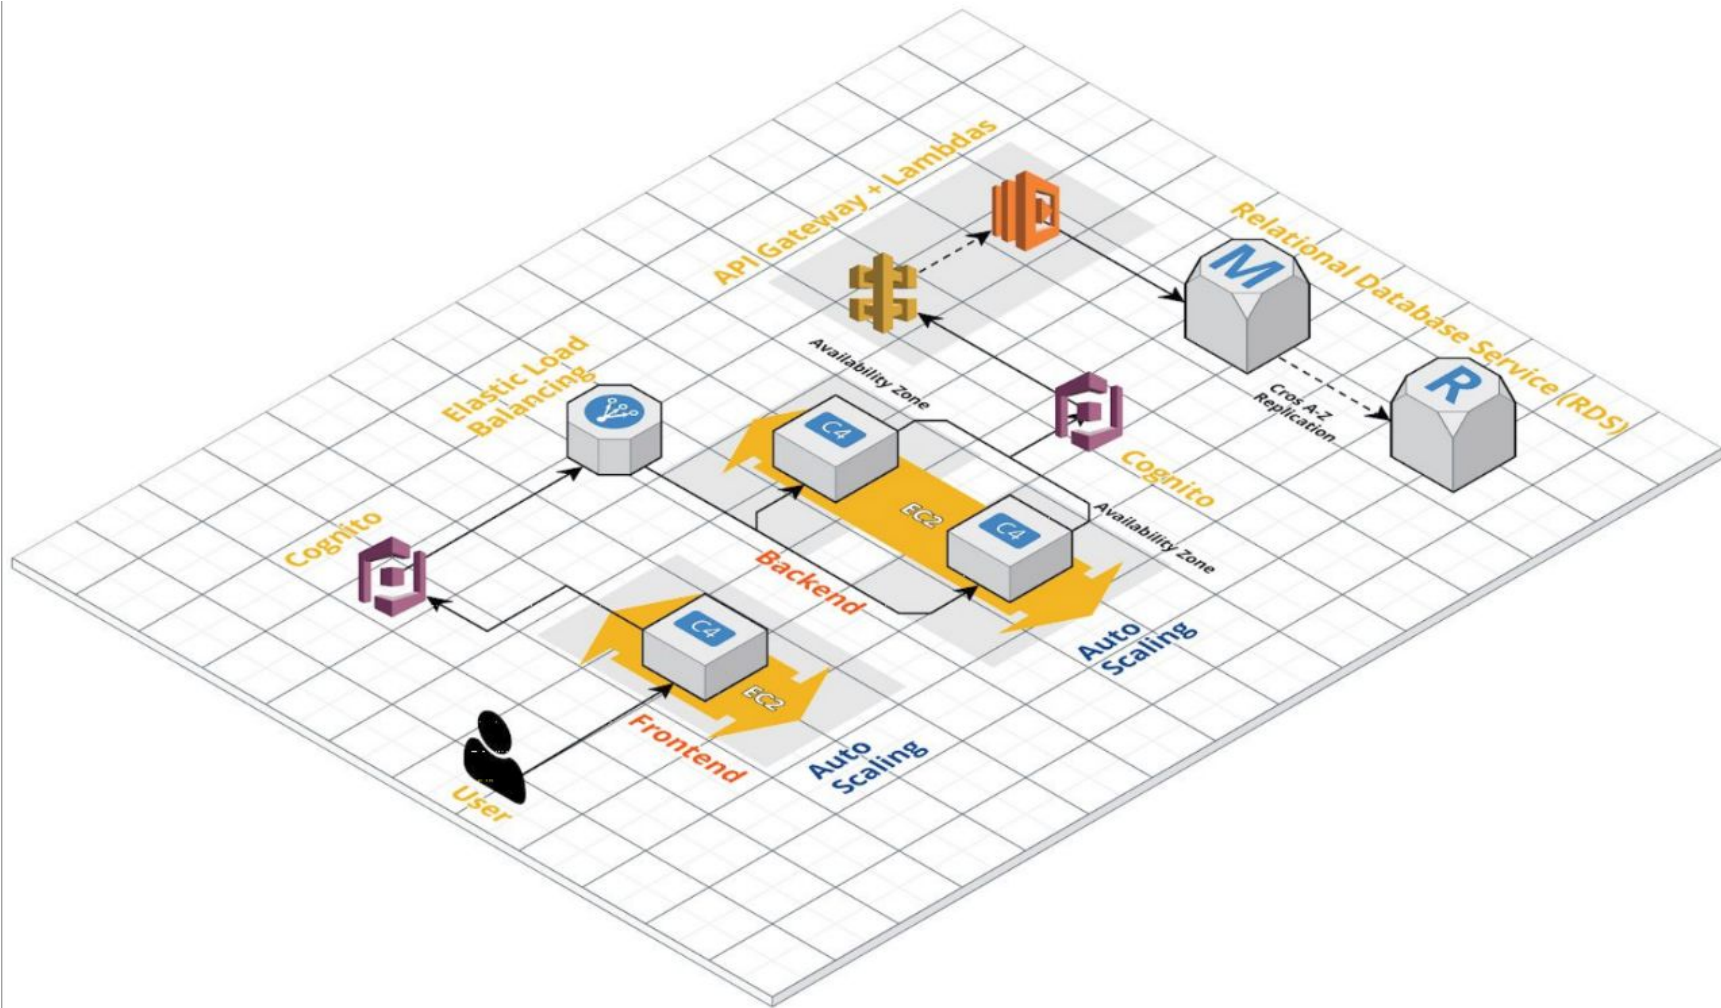 API Gateway + Lambdas
Relational Database Service (RDS)
M
R
Cros A-Z
Replication
Availability Zone
Elastic Load
Balancing
C4
EC2
C4
Cognito
Availability Zone
Cognito
Backend
Auto
Scaling
C4
EC2
Frontend
Auto
Scaling
User